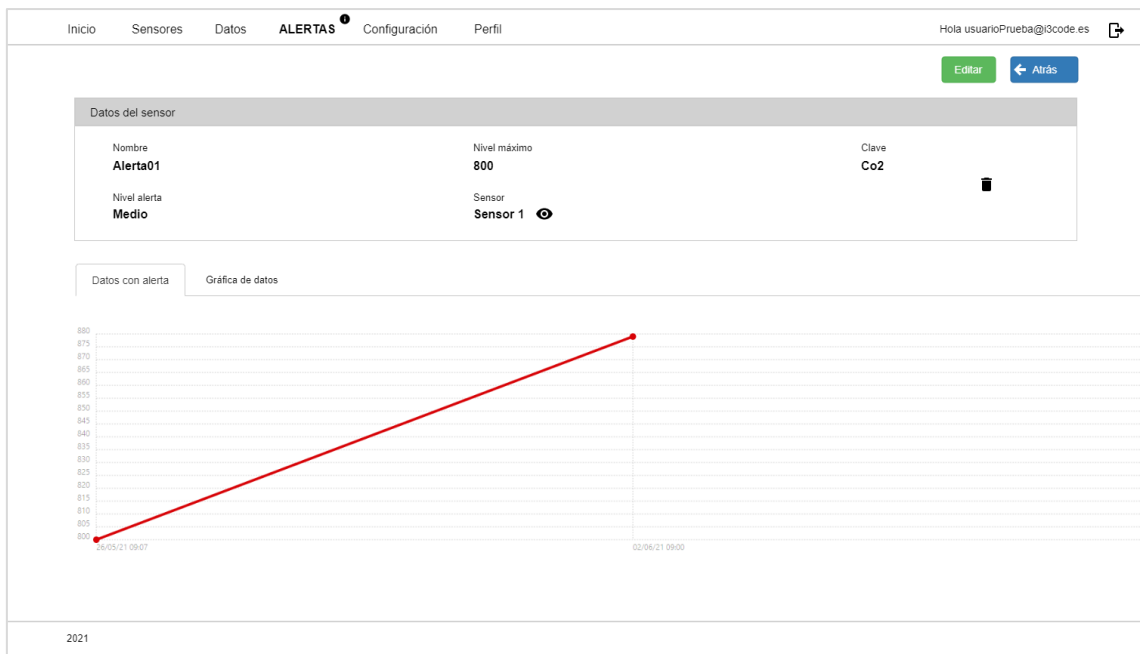 Inicio Sensores Datos ALERTAS Configuración Perfil Hola usuarioPrueba@i3code.es
Editar Atrás
Datos del sensor
Nombre Nivel máximo Clave
Alerta01 800 Co2
Nivel alerta Sensor
Medio Sensor 1
Datos con alerta Gráfica de datos
880
875
870
865
860
855
850
845
840
835
830
825
820
815
810
805
800
26/05/21 09:07 02/06/21 09:00
2021